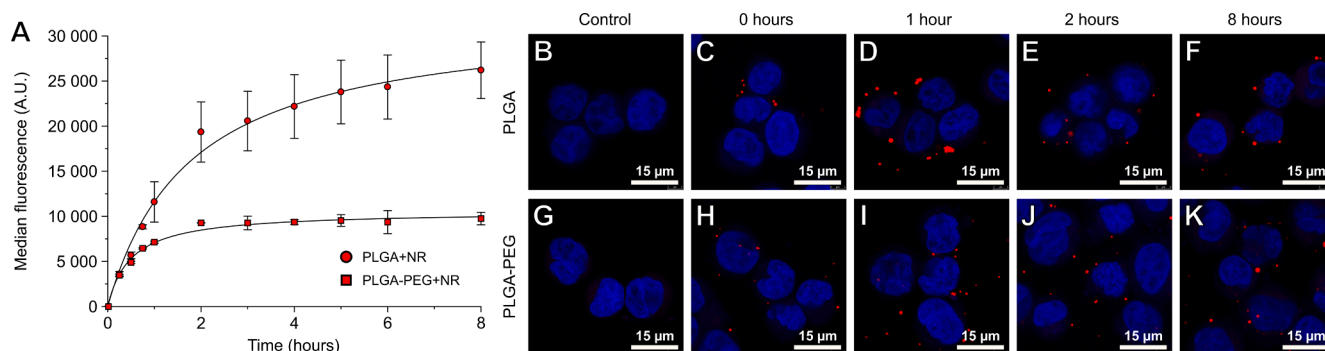 A
30 000
25 000
20 000
15 000
10 000
5 000
0
0
2
4
6
8
Median fluorescence (A.U.)
Time (hours)
PLGA+NR
PLGA-PEG+NR
Control
0 hours
1 hour
2 hours
8 hours
PLGA
B
15 µm
C
15 µm
D
15 µm
E
15 µm
F
15 µm
PLGA-PEG
G
15 µm
H
15 µm
I
15 µm
J
15 µm
K
15 µm